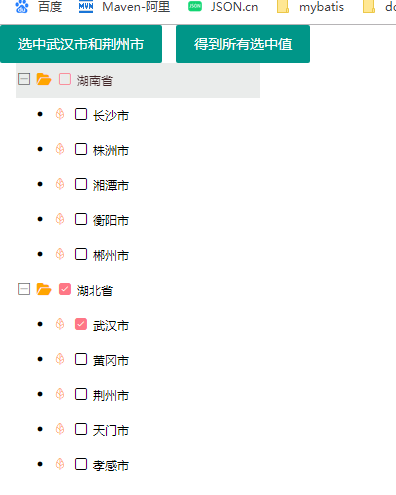 百度 Maven-阿里 JSON.cn mybatis
选中武汉市和荆州市 得到所有选中值
湖南省
长沙市
株洲市
湘潭市
衡阳市
郴州市
湖北省
武汉市
黄冈市
荆州市
天门市
孝感市